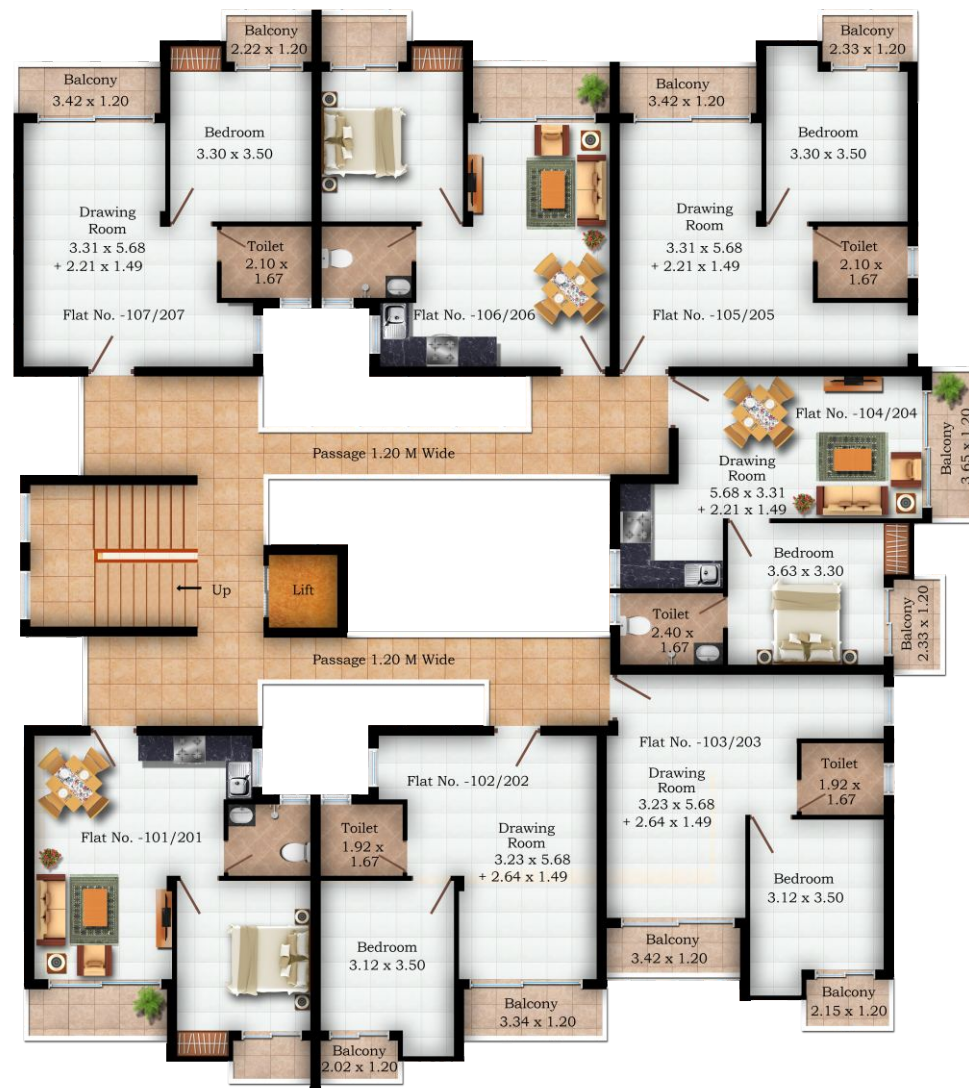 Balcony
2.22 x 1.20
Balcony
2.33 x 1.20
Balcony
3.42 x 1.20
Balcony
3.42 x 1.20
Bedroom
3.30 x 3.50
Bedroom
3.30 x 3.50
Drawing
Room
3.31 x 5.68
+ 2.21 x 1.49
Toilet
2.10 x
1.67
Drawing
Room
3.31 x 5.68
+ 2.21 x 1.49
Toilet
2.10 x
1.67
Flat No. -107/207
Flat No. -106/206
Flat No. -105/205
Flat No. -104/204
Balcony
3.65 x 1.20
Passage 1.20 M Wide
Drawing
Room
5.68 x 3.31
+ 2.21 x 1.49
Bedroom
3.63 x 3.30
Up
Lift
Toilet
2.40 x
1.67
Balcony
2.33 x 1.20
Passage 1.20 M Wide
Flat No. -103/203
Flat No. -102/202
Toilet
1.92 x
1.67
Drawing
Room
3.23 x 5.68
+ 2.64 x 1.49
Flat No. -101/201
Toilet
1.92 x
1.67
Drawing
Room
3.23 x 5.68
+ 2.64 x 1.49
Bedroom
3.12 x 3.50
Bedroom
3.12 x 3.50
Balcony
3.42 x 1.20
Balcony
3.34 x 1.20
Balcony
2.15 x 1.20
Balcony
2.02 x 1.20